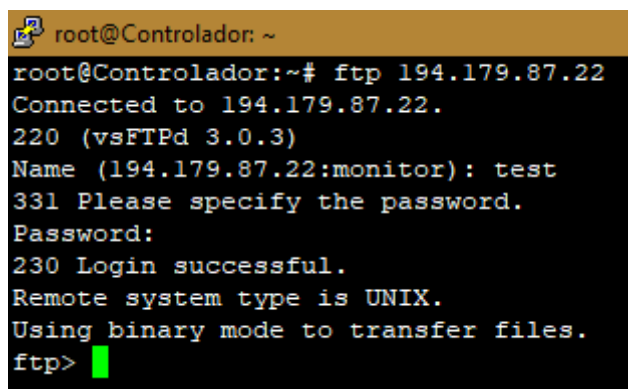 root@Controlador: ~
root@Controlador:~# ftp 194.179.87.22
Connected to 194.179.87.22.
220 (vsFTPd 3.0.3)
Name (194.179.87.22:monitor): test
331 Please specify the password.
Password:
230 Login successful.
Remote system type is UNIX.
Using binary mode to transfer files.
ftp>